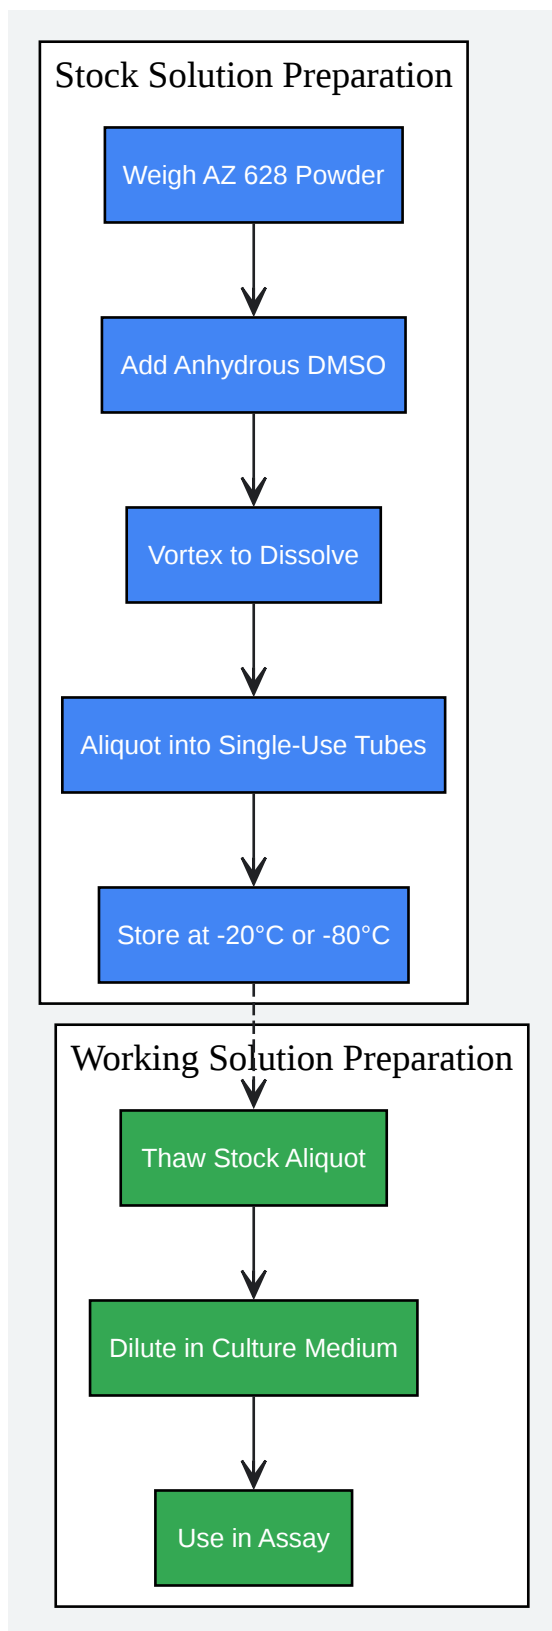 Stock Solution Preparation
Weigh AZ 628 Powder
Add Anhydrous DMSO
Vortex to Dissolve
Aliquot into Single-Use Tubes
Store at -20°C or -80°C
Working Solution Preparation
Thaw Stock Aliquot
Dilute in Culture Medium
Use in Assay